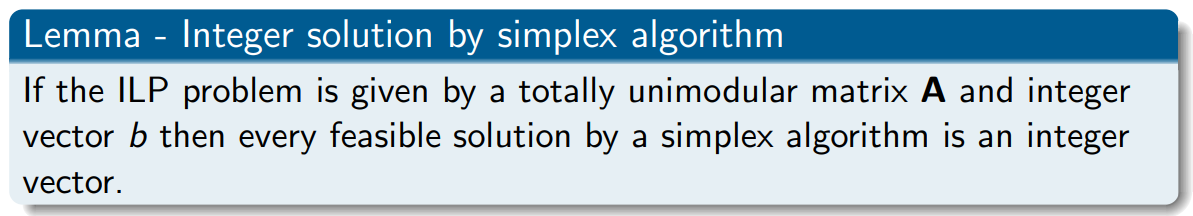 Lemma - Integer solution by simplex algorithm
If the ILP problem is given by a totally unimodular matrix A and integer
vector b then every feasible solution by a simplex algorithm is an integer
vector.